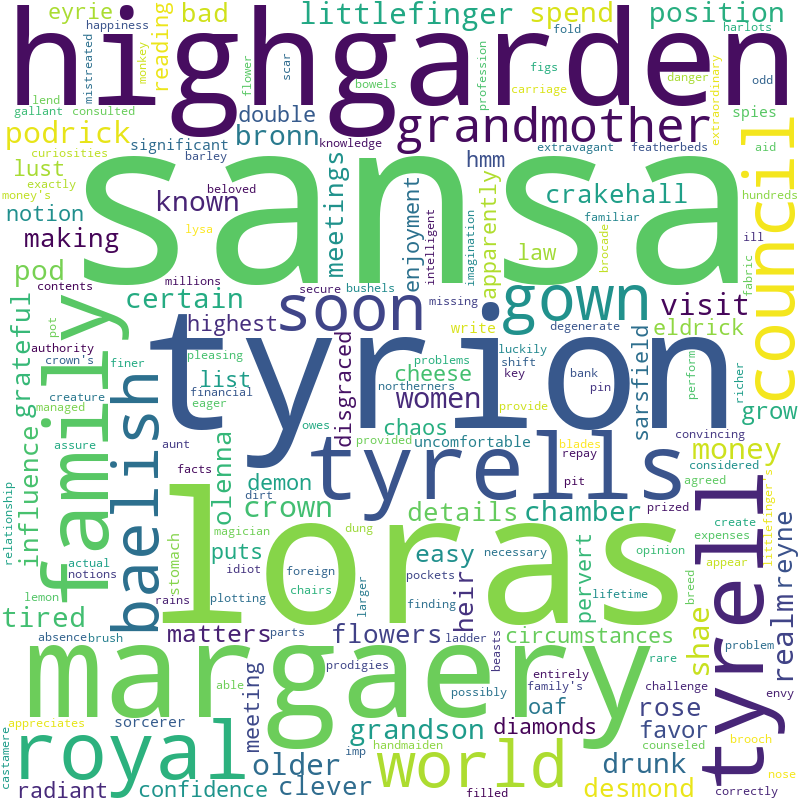 happiness
eyrie
bad
littlefinger
spend
fold
position
harlots
highgarden
mistreated
monkey
reading
scar
bowels
flower
profession
figs
carriage
danger
odd
extraordinary
lend
gallant
consulted
double
grandmother
spies
podrick
significant
bronn
knowledge
extravagant
featherbeds
aid
curiosities
barley
hmm
council
exactly
lust
beloved
sansa
crakehall
hundreds
money's
notion
known
meetings
enjoyment
intelligent
imagination
apparently
familiar
law
brocade
making
lysa
ill
pod
contents
millions
secure
bushels
missing
gown
visit
fabric
certain
soon
write
degenerate
family
grateful
pot
highest
tyrion
sarsfield
eldrick
authority
crown's
finer
pleasing
problems
luckily
shift
northerners
key
bank
pin
perform
managed
creature
list
financial
eager
cheese
women
provide
richer
grow
influence
baelish
owes
disgraced
provided
chaos
uncomfortable
blades
convincing
assure
aunt
tyrells
repay
money
considered
relationship
facts
olenna
demon
pit
prized
agreed
littlefinger's
dirt
crown
loras
details
chamber
create
expenses
tyrell
magician
dung
opinion
appear
actual
notions
stomach
puts
idiot
foreign
easy
necessary
pervert
breed
realm
reyne
lemon
plotting
chairs
larger
pockets
finding
heir
lifetime
shae
tired
rains
absence
brush
matters
parts
flowers
ladder
circumstances
problem
margaery
prodigies
beasts
possibly
able
entirely
family's
rare
challenge
envy
meeting
oaf
rose
appreciates
sorcerer
imp
grandson
diamonds
favor
brooch
castamere
royal
handmaiden
counseled
older
world
drunk
nose
radiant
confidence
clever
filled
desmond
correctly